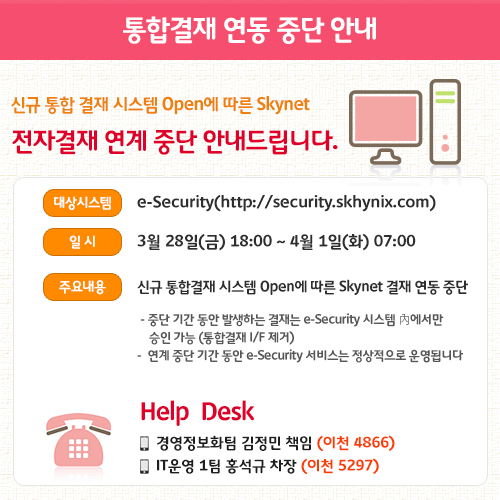 통합결재 연동 중단 안내
신규 통합 결재 시스템 Open에 따른 Skynet
전자결재 연계 중단 안내드립니다.
대상시스템 e-Security(http://security.skhynix.com)
일 시 3월 28일(금) 18:00 ~ 4월 1일(화) 07:00
주요내용 신규 통합결재 시스템 Open에 따른 Skynet 결재 연동 중단
- 중단 기간 동안 발생하는 결재는 e-Security 시스템 內에서만
승인 가능 (통합결재 I/F 제거)
- 연계 중단 기간 동안 e-Security 서비스는 정상적으로 운영됩니다
Help Desk
경영정보화팀 김정민 책임 (이천 4866)
IT운영 1팀 홍석규 차장 (이천 5297)